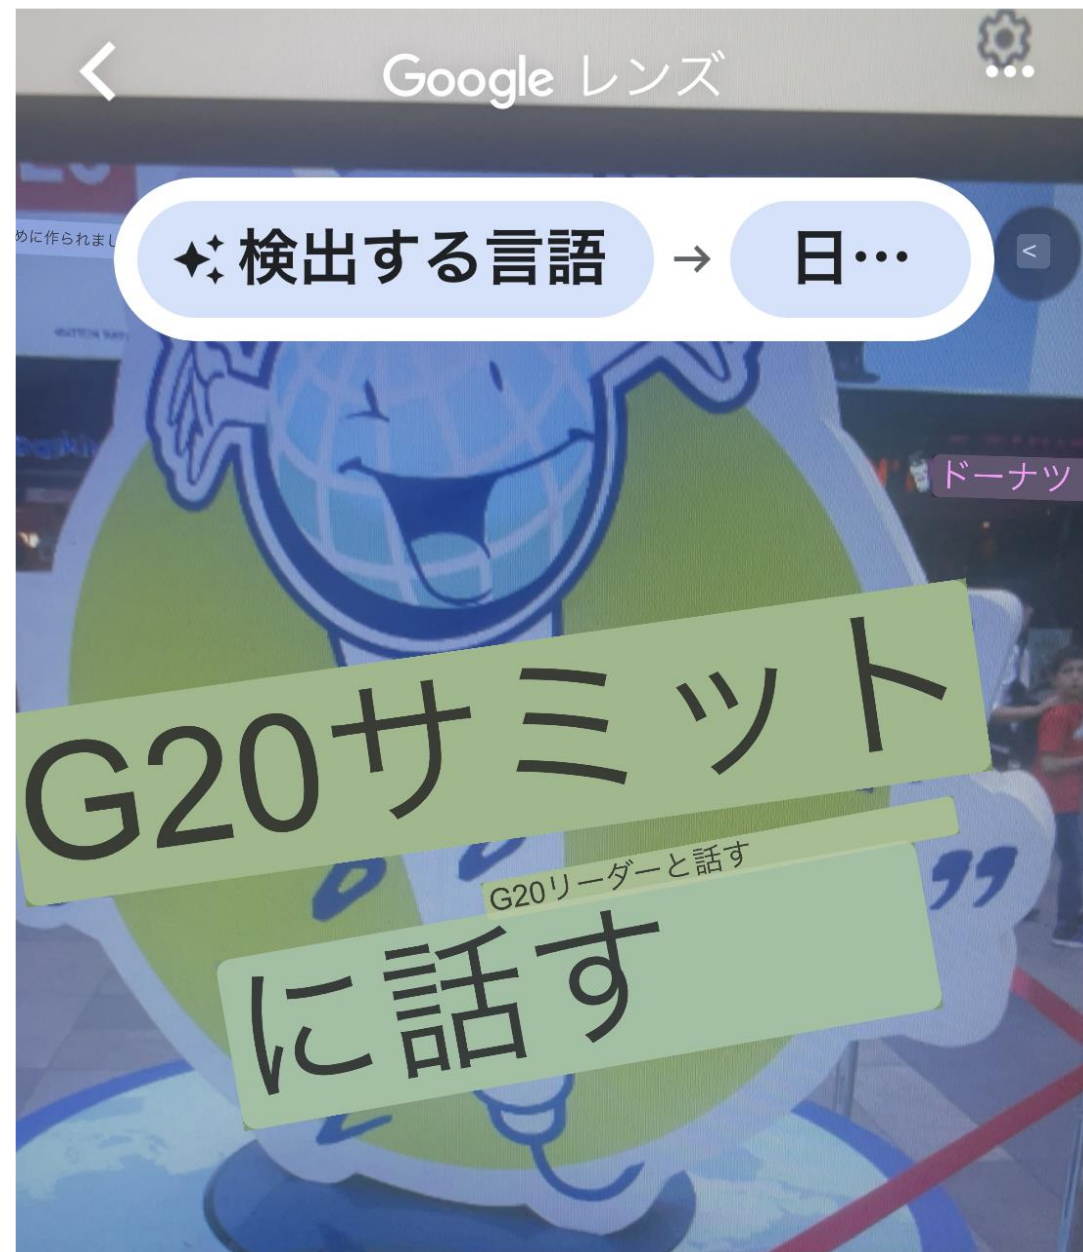 Google レンズ
検出する言語 → 日…
めに作られまし
<
ドーナツ
G20サミット
G20リーダーと話す
に話す
"